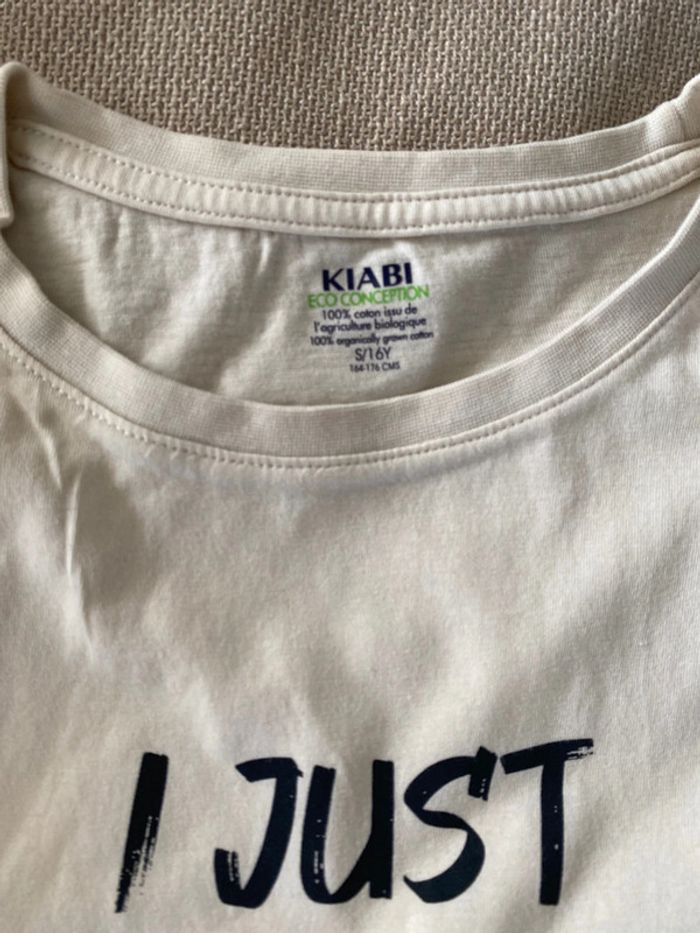 KIABI
ECO CONCEPTION
100% coton issu de
l'agriculture biologique
100% organically grown cotton
S/16Y
164-176 CMS
I JUST